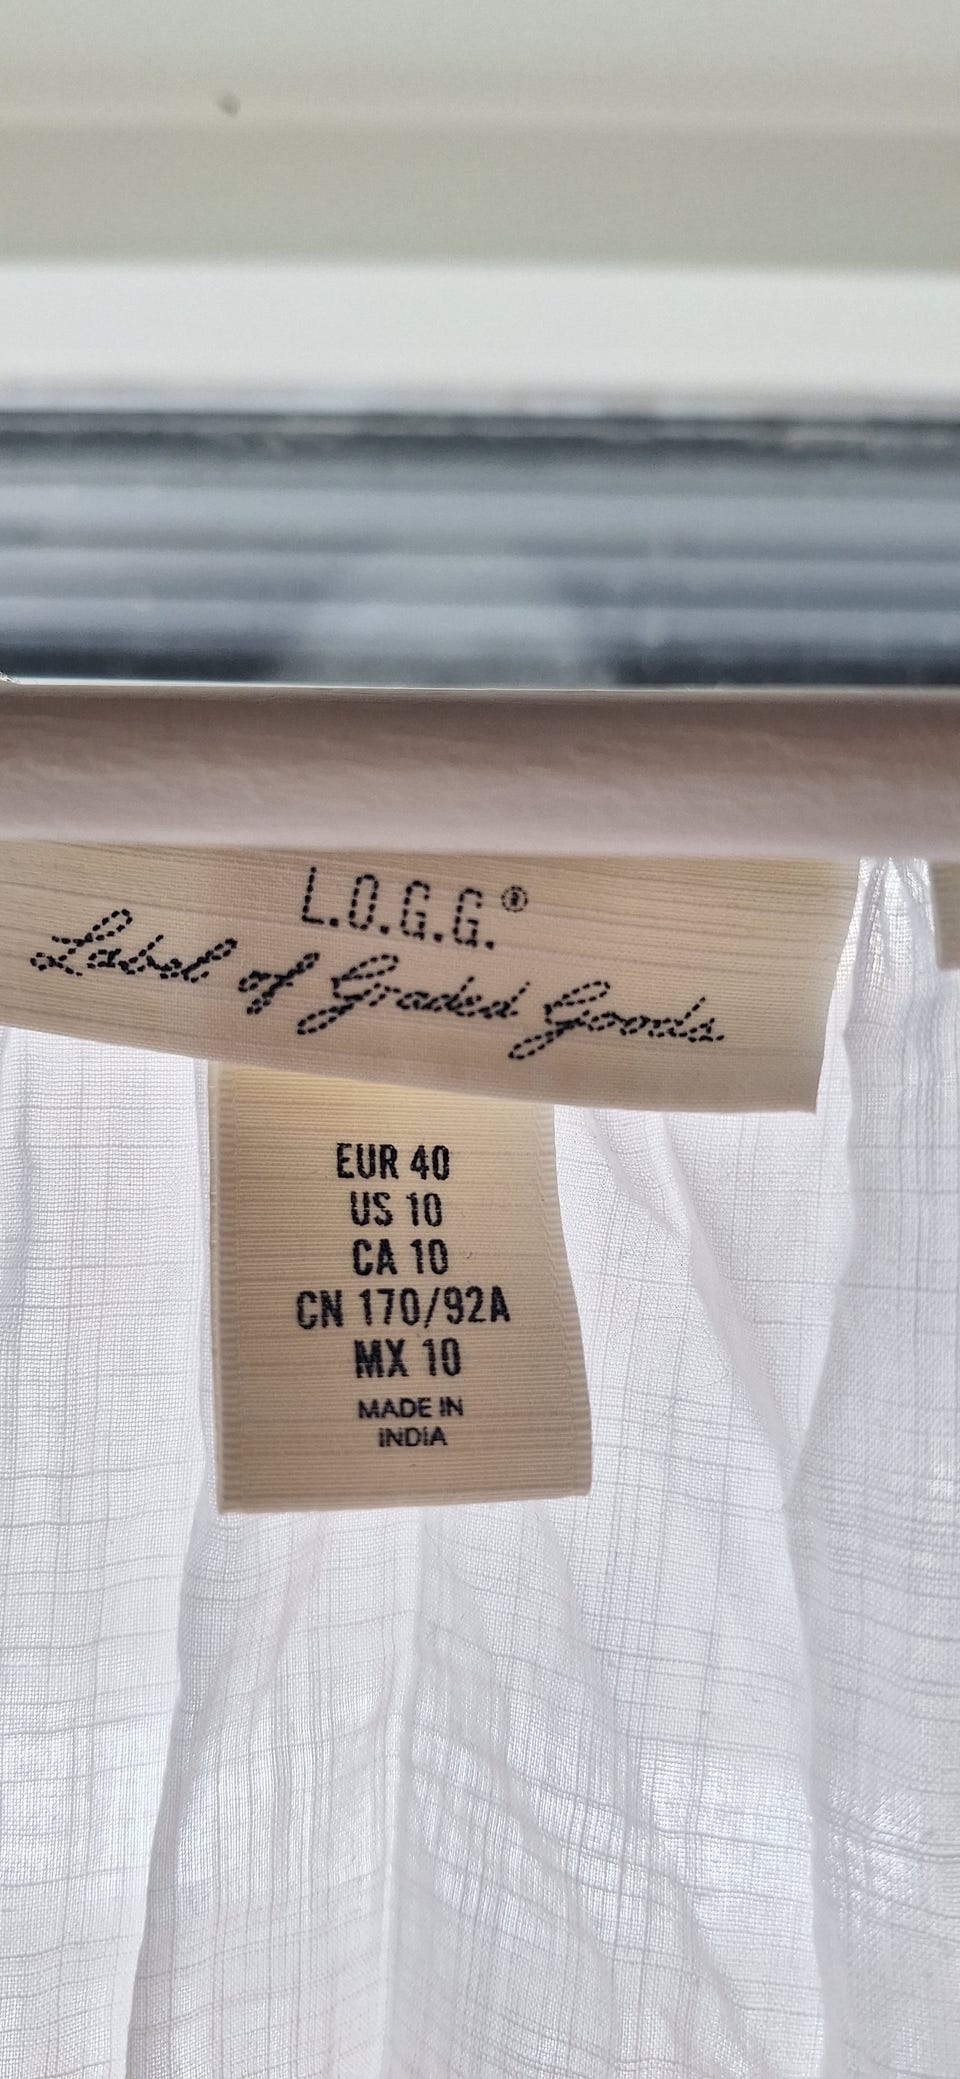 L.O.G.G.®
Label of Graded Goods
EUR 40
US 10
CA 10
CN 170/92A
MX 10
MADE IN
INDIA